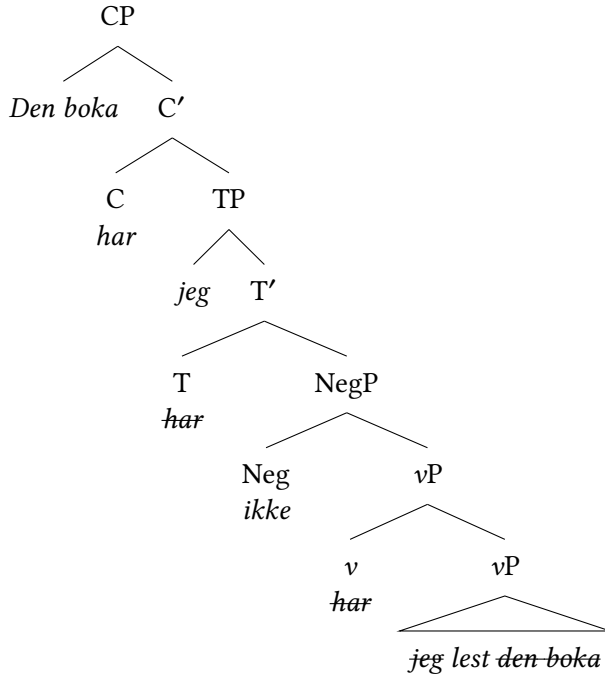 CP
Den boka C′
C TP
har
jeg T′
T NegP
har
Neg vP
ikke
v vP
har
jeg lest den boka